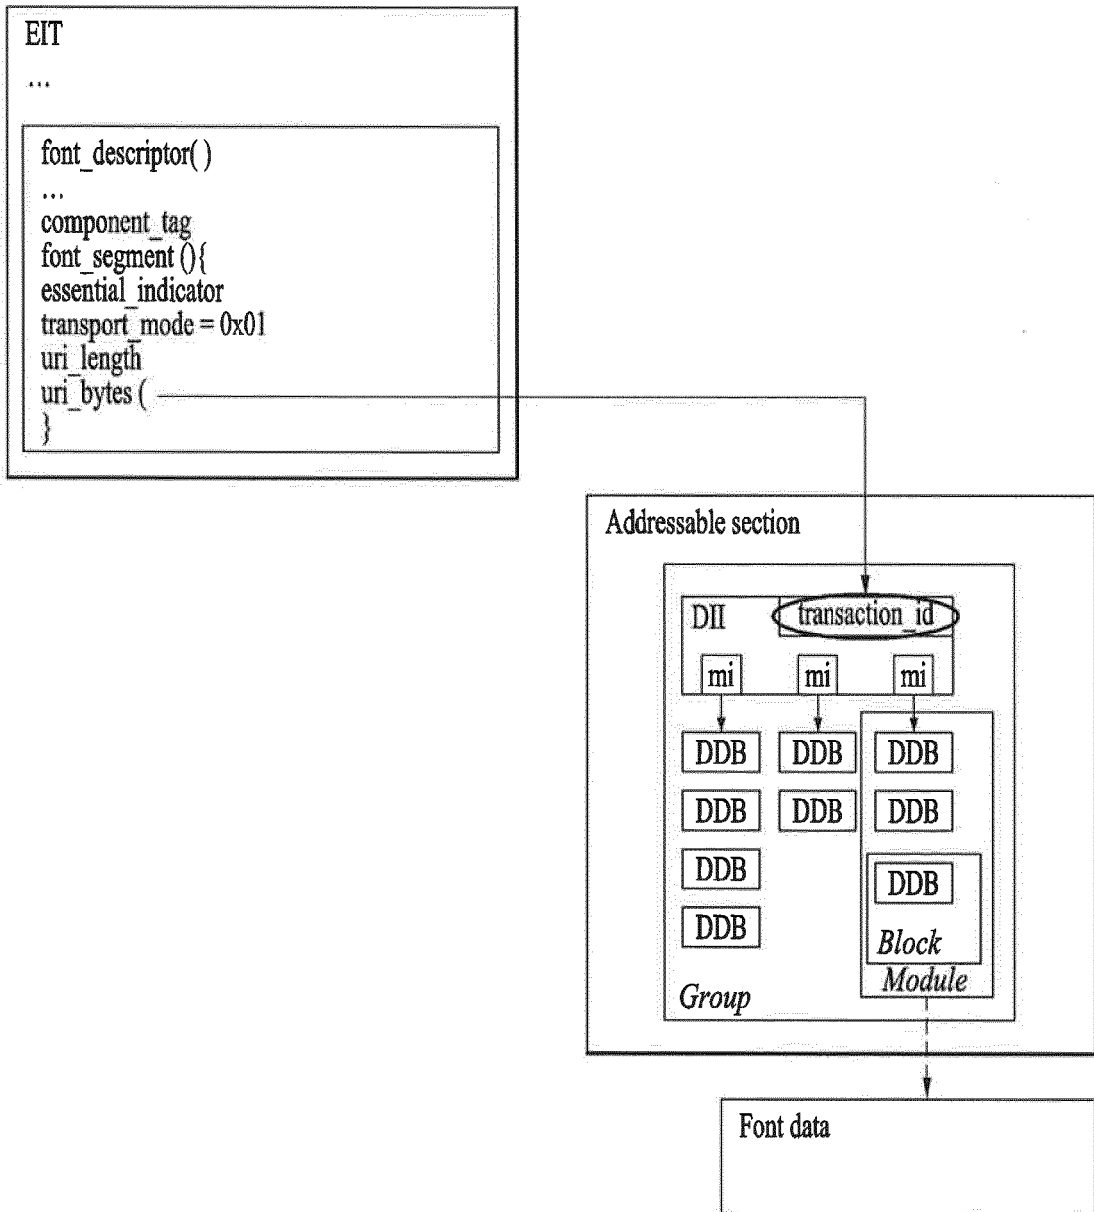 EIT
...
font_descriptor( )
...
component_tag
font_segment (){
essential_indicator
transport_mode = 0x01
uri_length
uri_bytes (
}
Addressable section
DII
transaction_id
mi mi mi
DDB DDB DDB
DDB DDB DDB
DDB DDB
DDB
Block
Module
Group
Font data